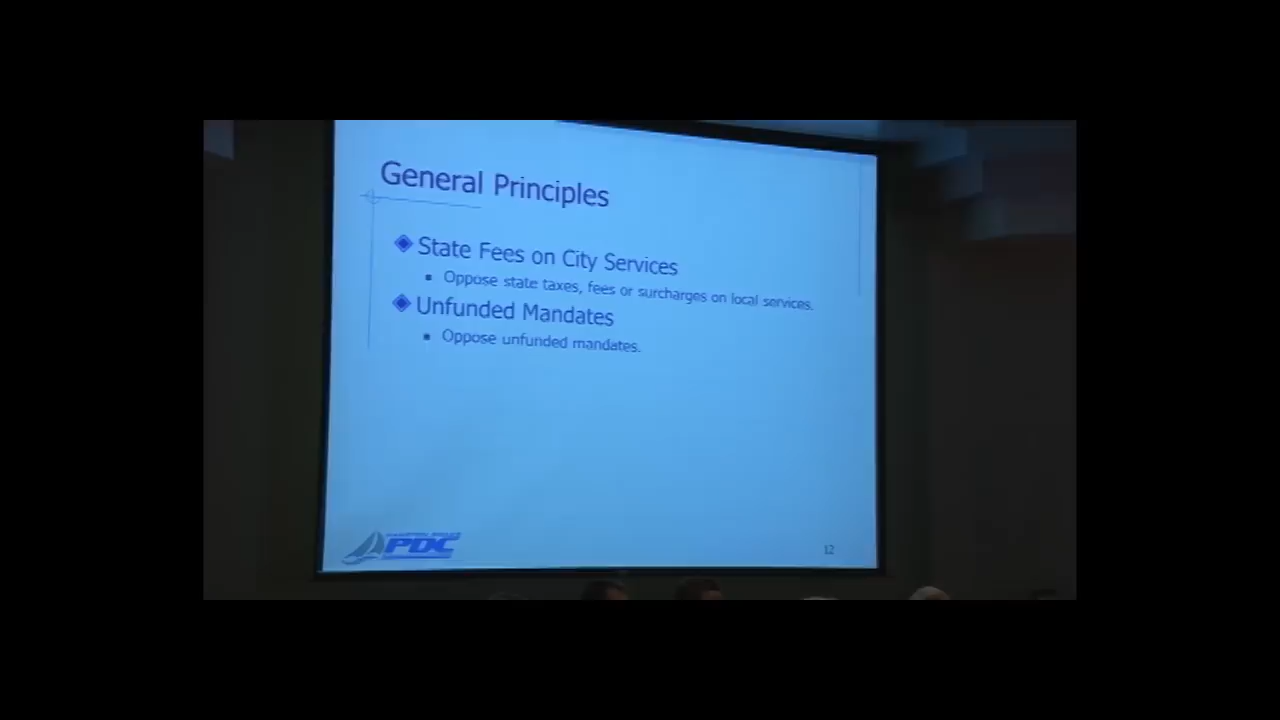 General Principles
State Fees on City Services
Oppose state taxes, fees or surcharges on local services.
Unfunded Mandates
Oppose unfunded mandates.
PDC
12